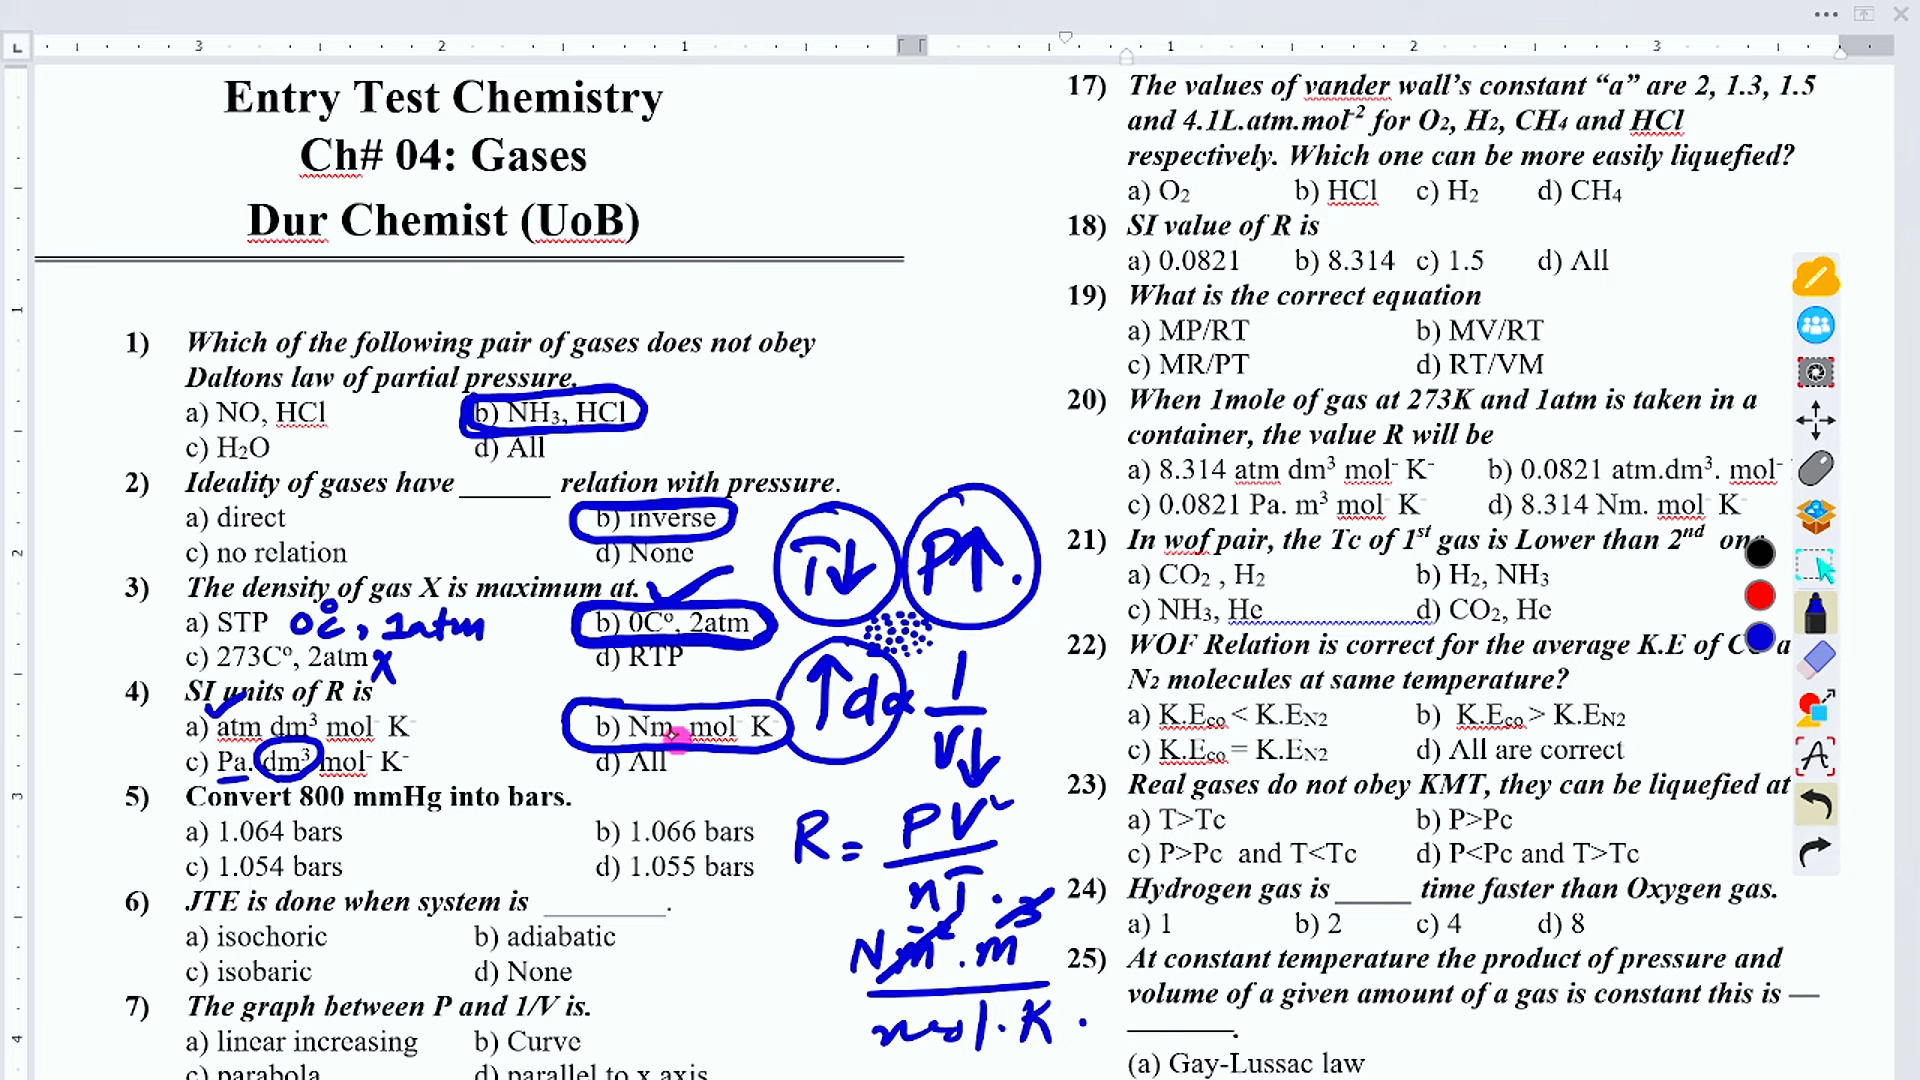 Entry Test Chemistry
Ch# 04: Gases
Dur Chemist (UoB)
1) Which of the following pair of gases does not obey
Daltons law of partial pressure.
a) NO, HCl b) NH₃, HCl
c) H₂O d) All
2) Ideality of gases have ______ relation with pressure.
a) direct b) inverse
c) no relation d) None
3) The density of gas X is maximum at.
a) STP 0C°, 1atm b) 0Cº, 2atm
c) 273Cº, 2atm x d) RTP
4) SI units of R is
a) atm dm³ mol⁻ K⁻ b) Nm mol⁻ K⁻
c) Pa. dm³ mol⁻ K⁻ d) All
5) Convert 800 mmHg into bars.
a) 1.064 bars b) 1.066 bars
c) 1.054 bars d) 1.055 bars
6) JTE is done when system is ________.
a) isochoric b) adiabatic
c) isobaric d) None
7) The graph between P and 1/V is.
a) linear increasing b) Curve
c) parabola d) parallel to x axis
T↓ P↑.
↑d∝ 1
V↓
R = PV
nT
N m⁻² . m³
mol . K .
17) The values of vander wall’s constant “a” are 2, 1.3, 1.5
and 4.1L.atm.mol⁻² for O₂, H₂, CH₄ and HCl
respectively. Which one can be more easily liquefied?
a) O₂ b) HCl c) H₂ d) CH₄
18) SI value of R is
a) 0.0821 b) 8.314 c) 1.5 d) All
19) What is the correct equation
a) MP/RT b) MV/RT
c) MR/PT d) RT/VM
20) When 1mole of gas at 273K and 1atm is taken in a
container, the value R will be
a) 8.314 atm dm³ mol⁻ K⁻ b) 0.0821 atm.dm³. mol⁻
c) 0.0821 Pa. m³ mol⁻ K⁻ d) 8.314 Nm. mol⁻ K⁻
21) In wof pair, the Tc of 1ˢᵗ gas is Lower than 2ⁿᵈ
a) CO₂ , H₂ b) H₂, NH₃
c) NH₃, He d) CO₂, He
22) WOF Relation is correct for the average K.E of
N₂ molecules at same temperature?
a) K.Eco < K.EN2 b) K.Eco > K.EN2
c) K.Eco = K.EN2 d) All are correct
23) Real gases do not obey KMT, they can be liquefied at
a) T>Tc b) P>Pc
c) P>Pc and T<Tc d) P<Pc and T>Tc
24) Hydrogen gas is _____ time faster than Oxygen gas.
a) 1 b) 2 c) 4 d) 8
25) At constant temperature the product of pressure and
volume of a given amount of a gas is constant this is —
_______.
(a) Gay-Lussac law